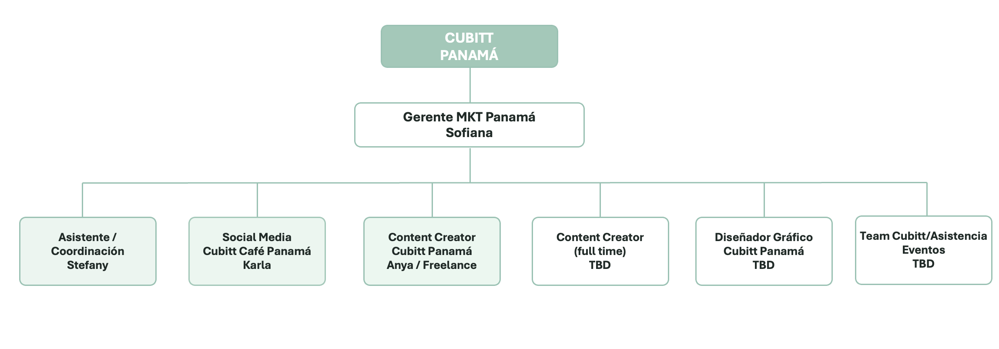 CUBITT
PANAMÁ
Gerente MKT Panamá
Sofiana
Asistente /
Coordinación
Stefany
Social Media
Cubitt Café Panamá
Karla
Content Creator
Cubitt Panamá
Anya / Freelance
Content Creator
(full time)
TBD
Diseñador Gráfico
Cubitt Panamá
TBD
Team Cubitt/Asistencia
Eventos
TBD